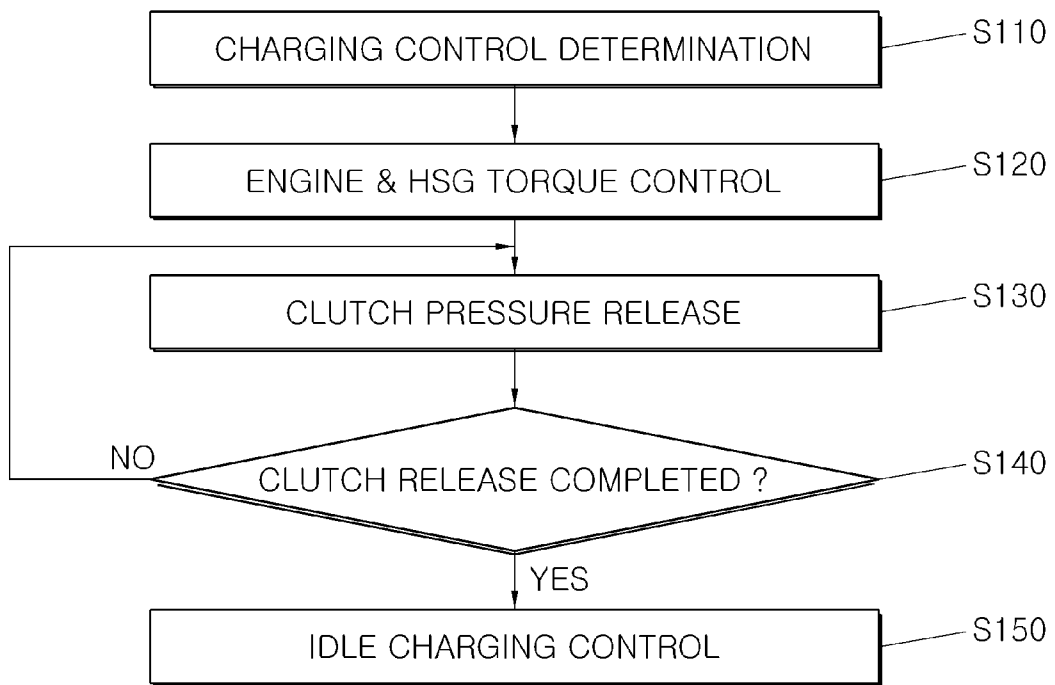 CHARGING CONTROL DETERMINATION
S110
ENGINE & HSG TORQUE CONTROL
S120
CLUTCH PRESSURE RELEASE
S130
NO
CLUTCH RELEASE COMPLETED ?
S140
YES
IDLE CHARGING CONTROL
S150